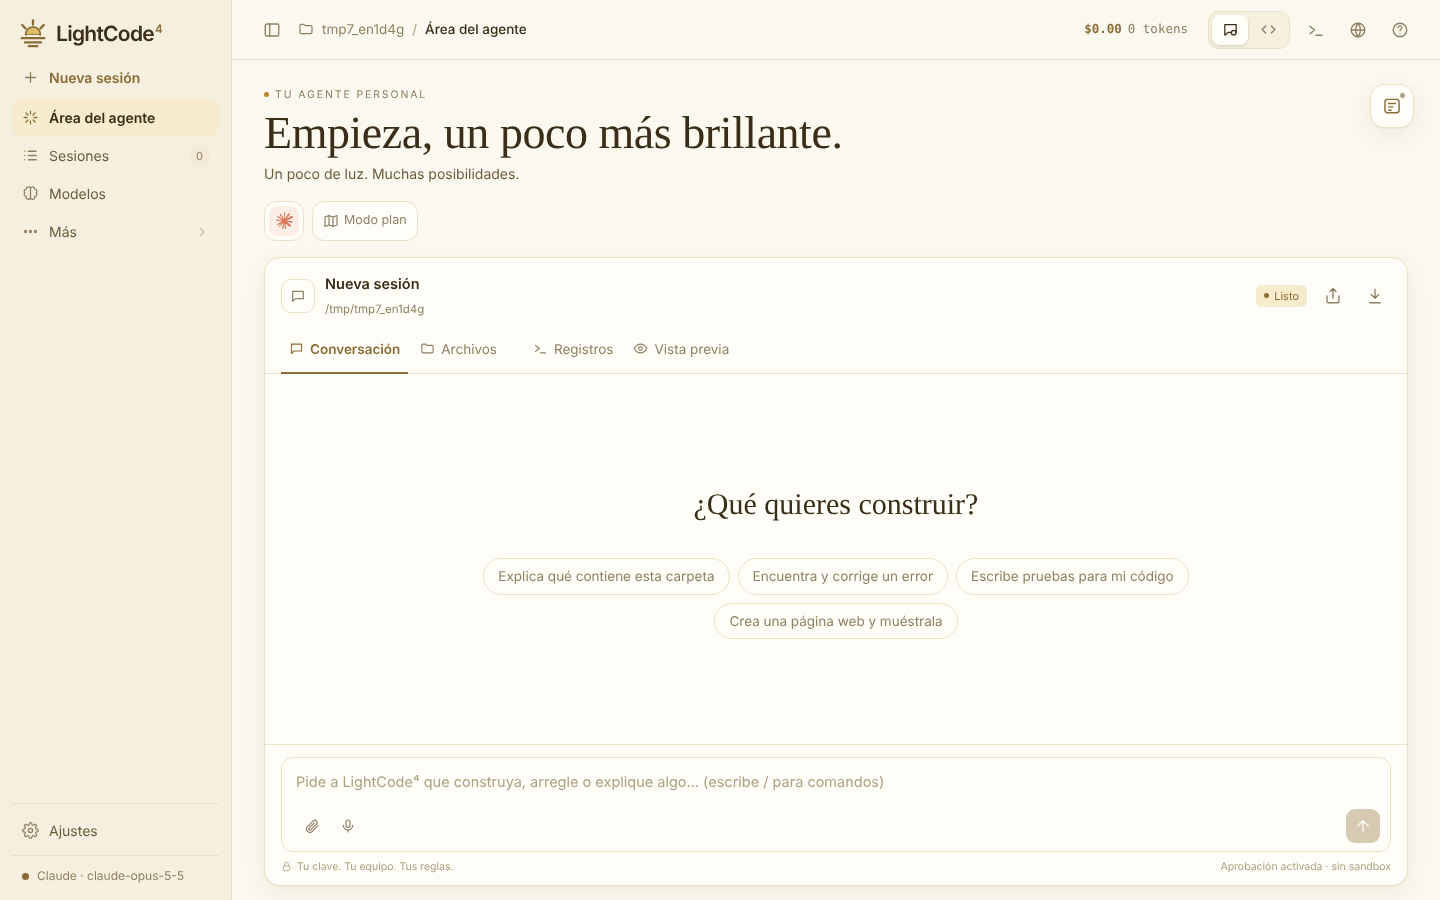 LightCode⁴
Nueva sesión
Área del agente
Sesiones 0
Modelos
Más
Ajustes
Claude · claude-opus-5-5
tmp7_en1d4g / Área del agente
$0.00 0 tokens
TU AGENTE PERSONAL
Empieza, un poco más brillante.
Un poco de luz. Muchas posibilidades.
Modo plan
Nueva sesión
/tmp/tmp7_en1d4g
Listo
Conversación Archivos Registros Vista previa
¿Qué quieres construir?
Explica qué contiene esta carpeta Encuentra y corrige un error Escribe pruebas para mi código
Crea una página web y muéstrala
Pide a LightCode⁴ que construya, arregle o explique algo... (escribe / para comandos)
Tu clave. Tu equipo. Tus reglas.
Aprobación activada · sin sandbox